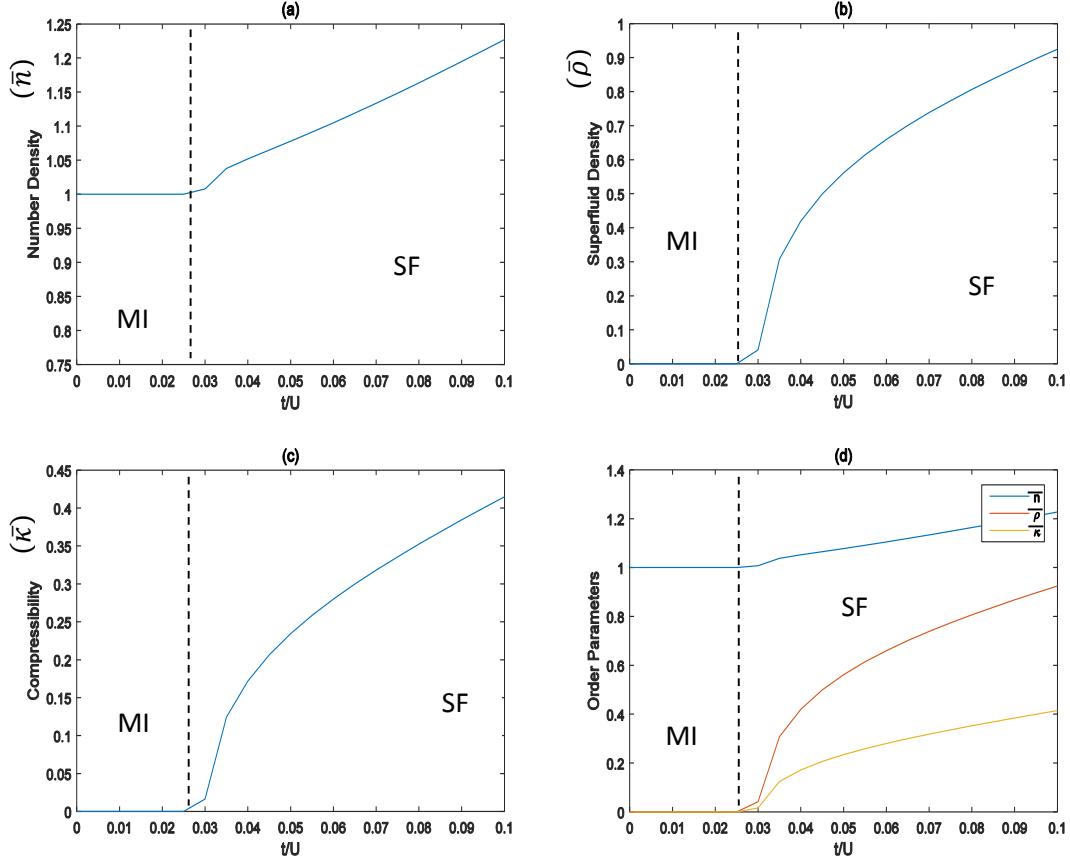 (a)
(n̄)
Number Density
1.25
1.2
1.15
1.1
1.05
1
0.95
0.9
0.85
0.8
0.75
MI
SF
0 0.01 0.02 0.03 0.04 0.05 0.06 0.07 0.08 0.09 0.1
t/U
(b)
(ρ̄)
Superfluid Density
1
0.9
0.8
0.7
0.6
0.5
0.4
0.3
0.2
0.1
0
MI
SF
0 0.01 0.02 0.03 0.04 0.05 0.06 0.07 0.08 0.09 0.1
t/U
(c)
(κ̄)
Compressibility
0.45
0.4
0.35
0.3
0.25
0.2
0.15
0.1
0.05
0
MI
SF
0 0.01 0.02 0.03 0.04 0.05 0.06 0.07 0.08 0.09 0.1
t/U
(d)
Order Parameters
1.4
1.2
1
0.8
0.6
0.4
0.2
0
n̄
ρ̄
κ̄
SF
MI
0 0.01 0.02 0.03 0.04 0.05 0.06 0.07 0.08 0.09 0.1
t/U